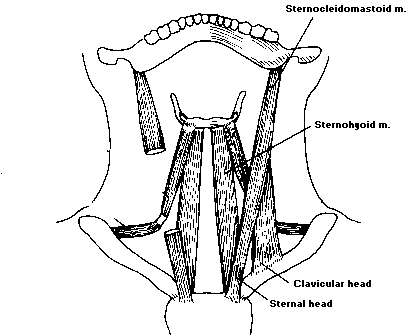 Sternocleidomastoid m.
Sternohyoid m.
Clavicular head
Sternal head